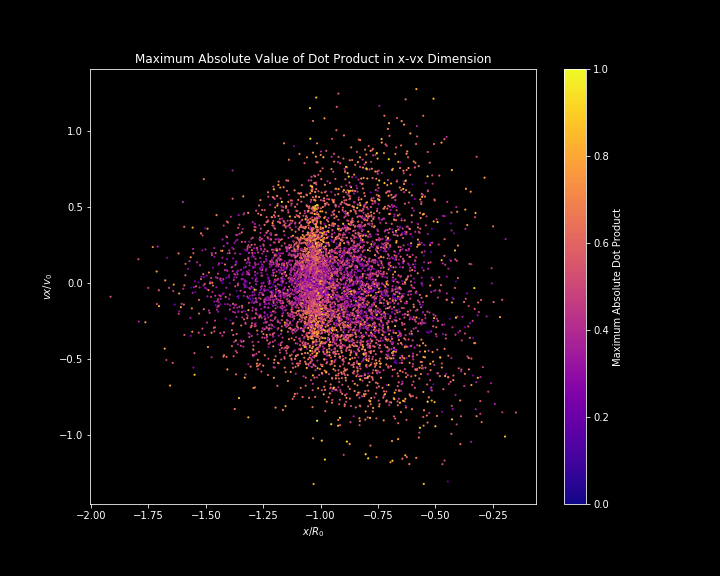 Maximum Absolute Value of Dot Product in x-vx Dimension
1.0
0.5
0.0
−0.5
−1.0
vx/v₀
−2.00 −1.75 −1.50 −1.25 −1.00 −0.75 −0.50 −0.25
x/R₀
1.0
0.8
0.6
0.4
0.2
0.0
Maximum Absolute Dot Product